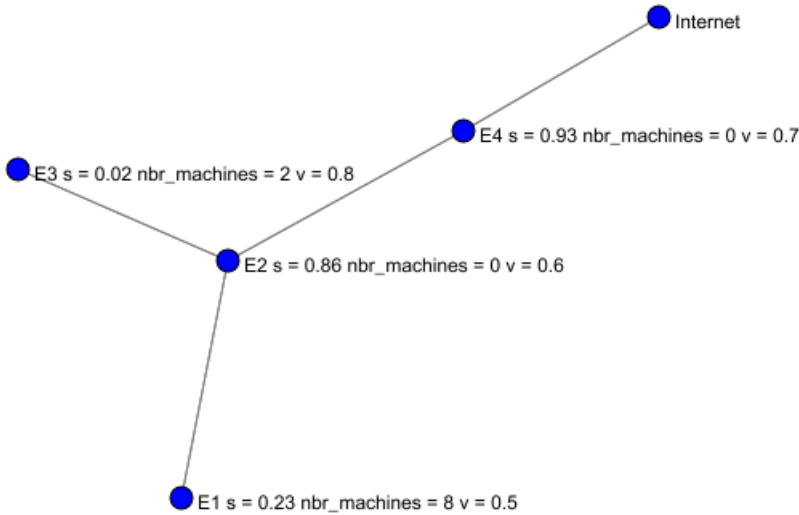 Internet
E4 s = 0.93 nbr_machines = 0 v = 0.7
E3 s = 0.02 nbr_machines = 2 v = 0.8
E2 s = 0.86 nbr_machines = 0 v = 0.6
E1 s = 0.23 nbr_machines = 8 v = 0.5